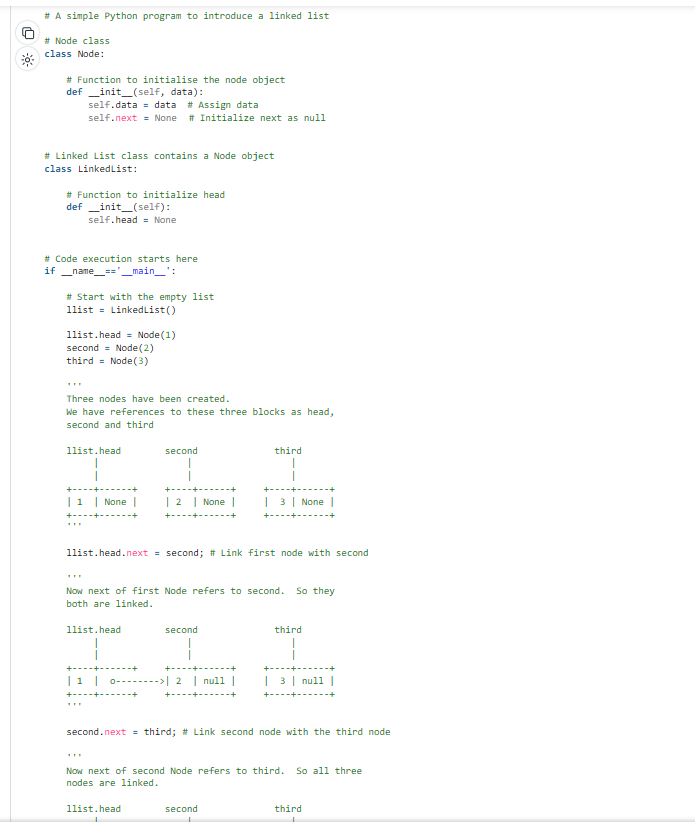 # A simple Python program to introduce a linked list
# Node class
class Node:
    # Function to initialise the node object
    def __init__(self, data):
        self.data = data  # Assign data
        self.next = None  # Initialize next as null
# Linked List class contains a Node object
class LinkedList:
    # Function to initialize head
    def __init__(self):
        self.head = None
# Code execution starts here
if __name__=='__main__':
    # Start with the empty list
    llist = LinkedList()
    llist.head = Node(1)
    second = Node(2)
    third = Node(3)
    '''
    Three nodes have been created.
    We have references to these three blocks as head,
    second and third
    llist.head        second              third
         |                |                  |
         |                |                  |
    +----+------+     +----+------+     +----+------+
    | 1  | None |     | 2  | None |     |  3 | None |
    +----+------+     +----+------+     +----+------+
    '''
    llist.head.next = second; # Link first node with second
    '''
    Now next of first Node refers to second.  So they
    both are linked.
    llist.head        second              third
         |                |                  |
         |                |                  |
    +----+------+     +----+------+     +----+------+
    | 1  |  o-------->| 2  | null |     |  3 | null |
    +----+------+     +----+------+     +----+------+
    '''
    second.next = third; # Link second node with the third node
    '''
    Now next of second Node refers to third.  So all three
    nodes are linked.
    llist.head        second              third